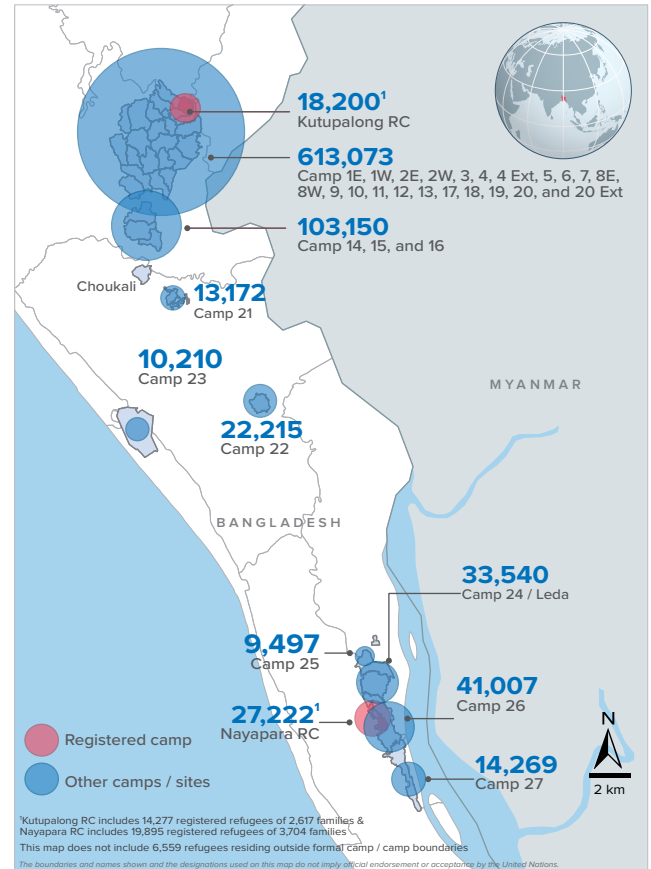 18,200¹
Kutupalong RC
613,073
Camp 1E, 1W, 2E, 2W, 3, 4, 4 Ext, 5, 6, 7, 8E,
8W, 9, 10, 11, 12, 13, 17, 18, 19, 20, and 20 Ext
103,150
Camp 14, 15, and 16
Choukali
13,172
Camp 21
10,210
Camp 23
MYANMAR
22,215
Camp 22
BANGLADESH
33,540
Camp 24 / Leda
9,497
Camp 25
41,007
Camp 26
27,222¹
Nayapara RC
N
Registered camp
14,269
Camp 27
Other camps / sites
2 km
¹Kutupalong RC includes 14,277 registered refugees of 2,617 families &
Nayapara RC includes 19,895 registered refugees of 3,704 families
This map does not include 6,559 refugees residing outside formal camp / camp boundaries
The boundaries and names shown and the designations used on this map do not imply official endorsement or acceptance by the United Nations.